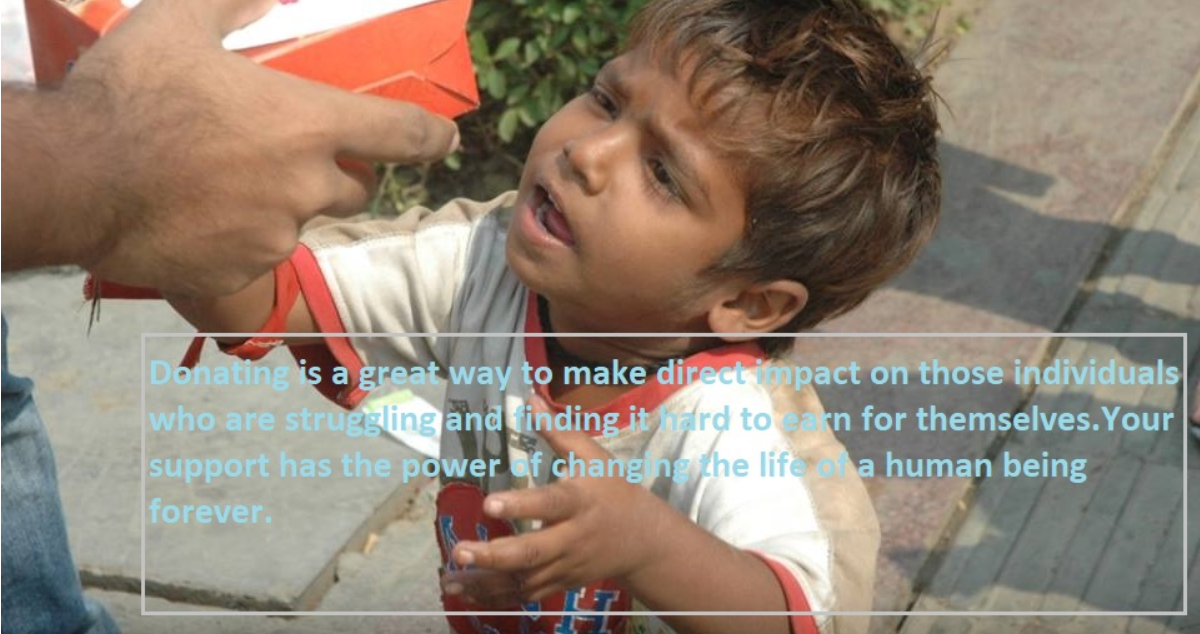 Donating is a great way to make direct impact on those individuals
who are struggling and finding it hard to earn for themselves.Your
support has the power of changing the life of a human being
forever.